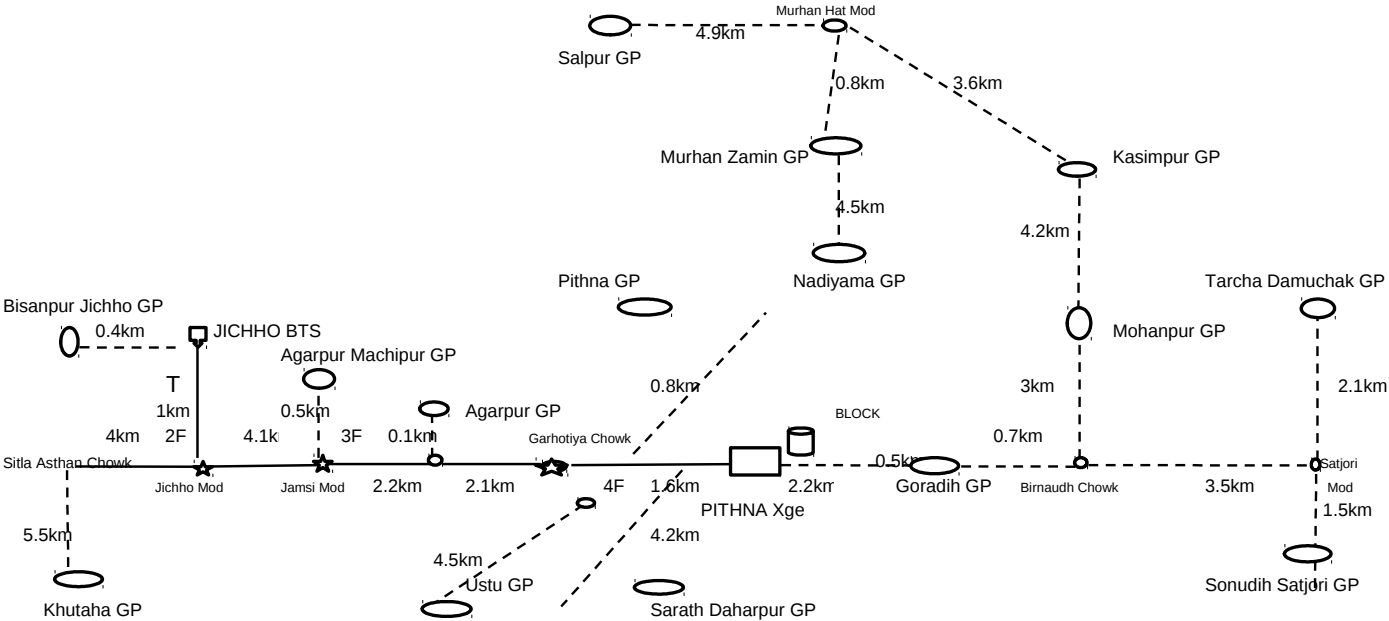 Murhan Hat Mod
4.9km
Salpur GP
0.8km
3.6km
Murhan Zamin GP
Kasimpur GP
4.5km
4.2km
Pithna GP
Nadiyama GP
Tarcha Damuchak GP
Bisanpur Jichho GP
0.4km
JICHHO BTS
Mohanpur GP
Agarpur Machipur GP
T
0.8km
3km
2.1km
1km
0.5km
Agarpur GP
BLOCK
4km
2F
4.1k
3F
0.1km
Garhotiya Chowk
0.7km
Sitla Asthan Chowk
0.5km
Satjori
Mod
Jichho Mod
Jamsi Mod
2.2km
2.1km
4F
1.6km
2.2km
Goradih GP
Birnaudh Chowk
3.5km
PITHNA Xge
1.5km
5.5km
4.2km
4.5km
Ustu GP
Sonudih Satjori GP
Khutaha GP
Sarath Daharpur GP